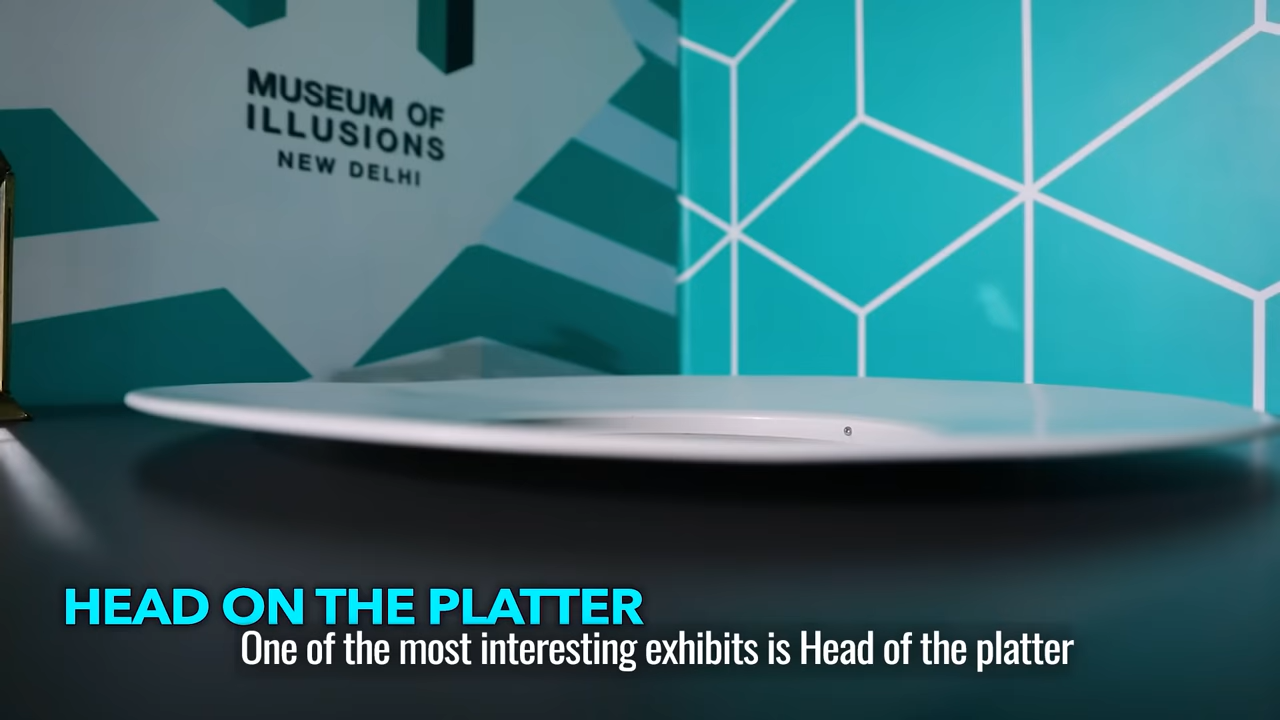 MUSEUM OF
ILLUSIONS
NEW DELHI
HEAD ON THE PLATTER
One of the most interesting exhibits is Head of the platter